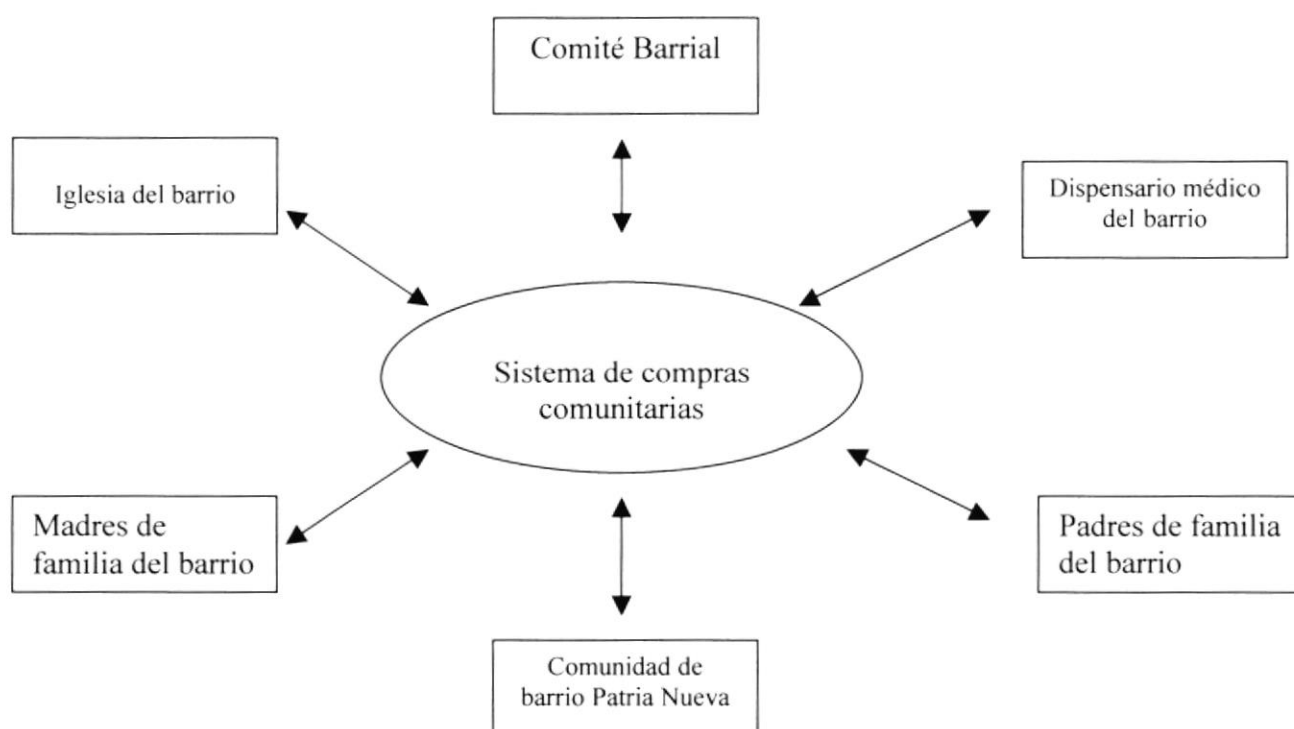 Comité Barrial
Iglesia del barrio
Dispensario médico
del barrio
Sistema de compras
comunitarias
Madres de
familia del barrio
Padres de familia
del barrio
Comunidad de
barrio Patria Nueva